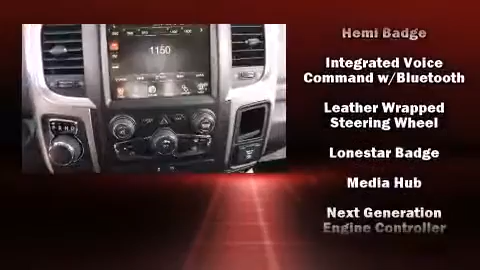 1150
P R N D
Hemi Badge
Integrated Voice
Command w/Bluetooth
Leather Wrapped
Steering Wheel
Lonestar Badge
Media Hub
Next Generation
Engine Controller